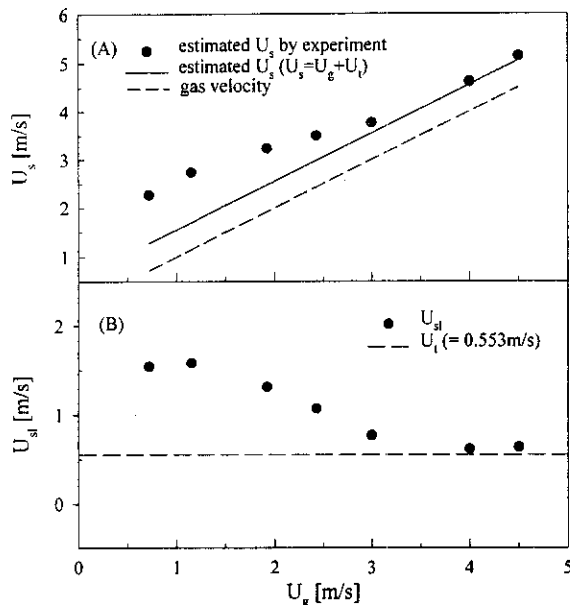 6
(A)
estimated U_s by experiment
estimated U_s (U_s=U_g+U_t)
gas velocity
5
4
3
2
1
U_s [m/s]
(B)
U_sl
U_t (= 0.553m/s)
2
1
0
U_sl [m/s]
0 1 2 3 4 5
U_g [m/s]